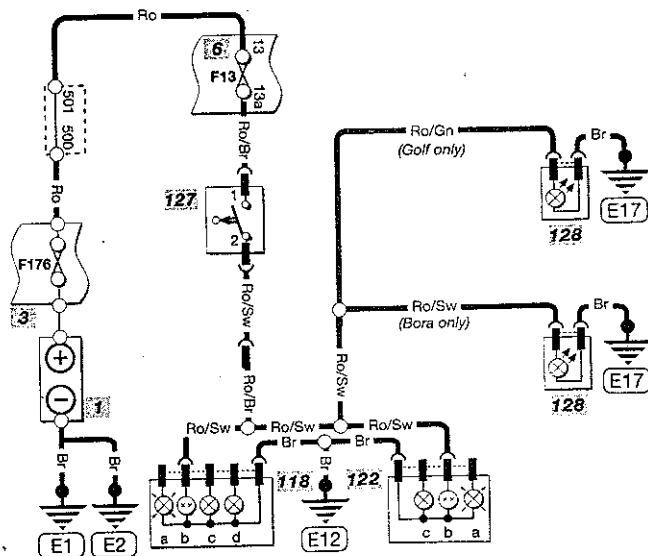 Ro
6
13
F13
13a
501
500
Ro/Br
Ro/Gn
(Golf only)
Br
E17
128
Ro
127
1
2
F176
3
Ro/Sw
Ro/Sw
(Bora only)
Br
E17
128
+
−
1
Ro/Br
Ro/Sw
Ro/Sw
Ro/Sw
Ro/Sw
Br
Br
Br
Br
118
122
a b c d
c b a
E1
E2
E12